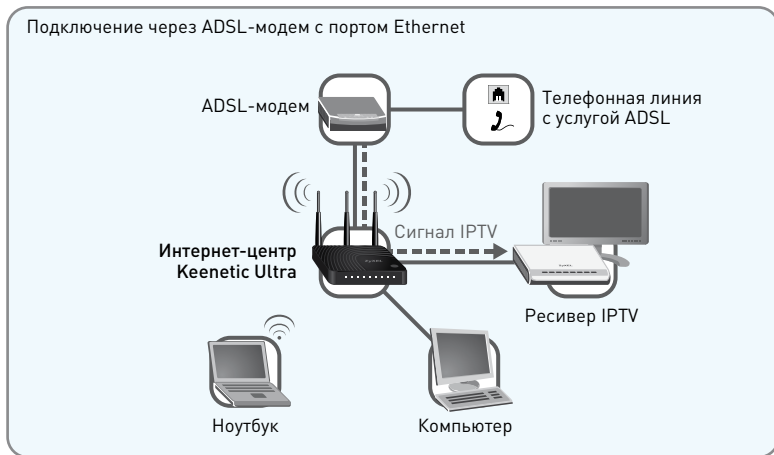 Подключение через ADSL-модем с портом Ethernet
ADSL-модем
Телефонная линия
с услугой ADSL
Сигнал IPTV
Интернет-центр
Keenetic Ultra
Ресивер IPTV
Ноутбук
Компьютер